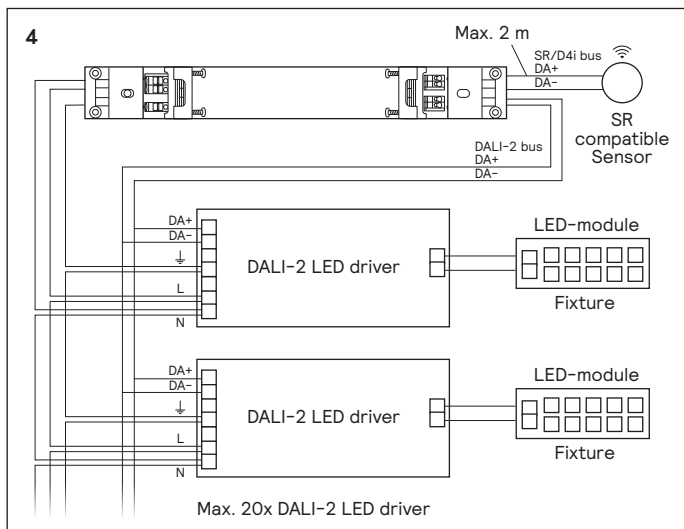 4
Max. 2 m
SR/D4i bus
DA+
DA-
SR
compatible
Sensor
DALI-2 bus
DA+
DA-
DA+
DA-
L
N
DALI-2 LED driver
LED-module
Fixture
DA+
DA-
L
N
DALI-2 LED driver
LED-module
Fixture
Max. 20x DALI-2 LED driver